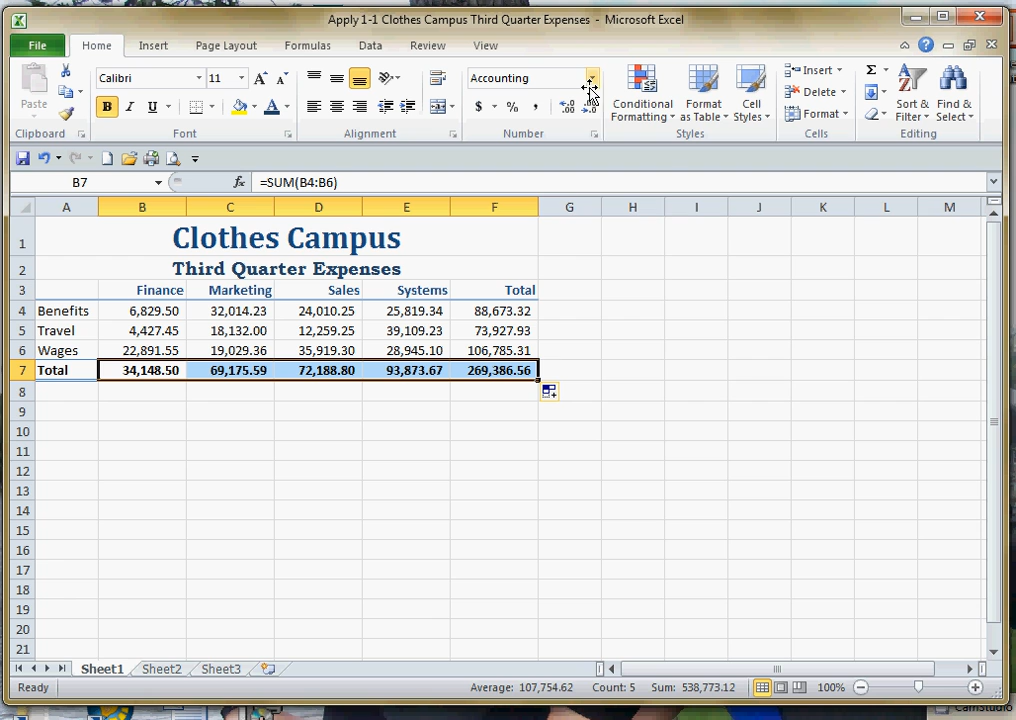 Apply 1-1 Clothes Campus Third Quarter Expenses - Microsoft Excel
File Home Insert Page Layout Formulas Data Review View
Paste
Calibri 11
B I U
Accounting
$ % ,
Conditional Formatting
Format as Table
Cell Styles
Insert
Delete
Format
Σ
Sort & Filter
Find & Select
Clipboard Font Alignment Number Styles Cells Editing
B7 fx =SUM(B4:B6)
A B C D E F G H I J K L M
1 Clothes Campus
2 Third Quarter Expenses
3 Finance Marketing Sales Systems Total
4 Benefits 6,829.50 32,014.23 24,010.25 25,819.34 88,673.32
5 Travel 4,427.45 18,132.00 12,259.25 39,109.23 73,927.93
6 Wages 22,891.55 19,029.36 35,919.30 28,945.10 106,785.31
7 Total 34,148.50 69,175.59 72,188.80 93,873.67 269,386.56
8
9
10
11
12
13
14
15
16
17
18
19
20
21
Sheet1 Sheet2 Sheet3
Ready Average: 107,754.62 Count: 5 Sum: 538,773.12 100%
CamStudio